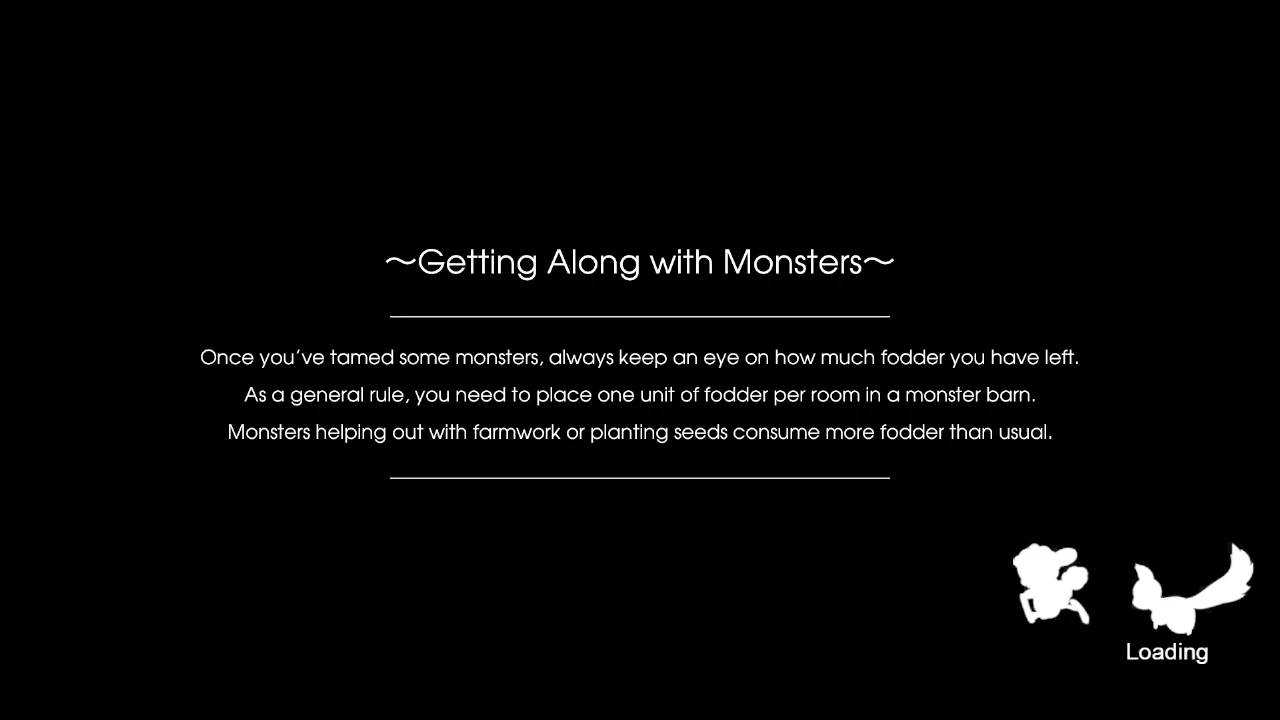 ～Getting Along with Monsters～
Once you've tamed some monsters, always keep an eye on how much fodder you have left.
As a general rule, you need to place one unit of fodder per room in a monster barn.
Monsters helping out with farmwork or planting seeds consume more fodder than usual.
Loading